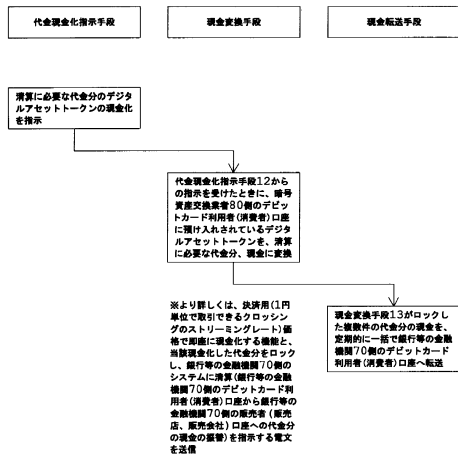 代金現金化指示手段
現金変換手段
現金転送手段
清算に必要な代金分のデジタ
ルアセットトークンの現金化
を指示
代金現金化指示手段12から
の指示を受けたときに、暗号
資産交換業者80側のデビッ
トカード利用者(消費者)口座
に預け入れされているデジタ
ルアセットトークンを、清算
に必要な代金分、現金に変換
※より詳しくは、決済用(1円
単位で取引できるクロッシン
グのストリーミングレート)価
格で即座に現金化する機能と、
当該現金化した代金分をロック
し、銀行等の金融機関70側の
システムに清算(銀行等の金融
機関70側のデビットカード利
用者(消費者)口座から銀行等の
金融機関70側の販売者(販売
店、販売会社)口座への代金分
の現金の振替)を指示する電文
を送信
現金変換手段13がロックし
た複数件の代金分の現金を、
定期的に一括で銀行等の金融
機関70側のデビットカード
利用者(消費者)口座へ転送